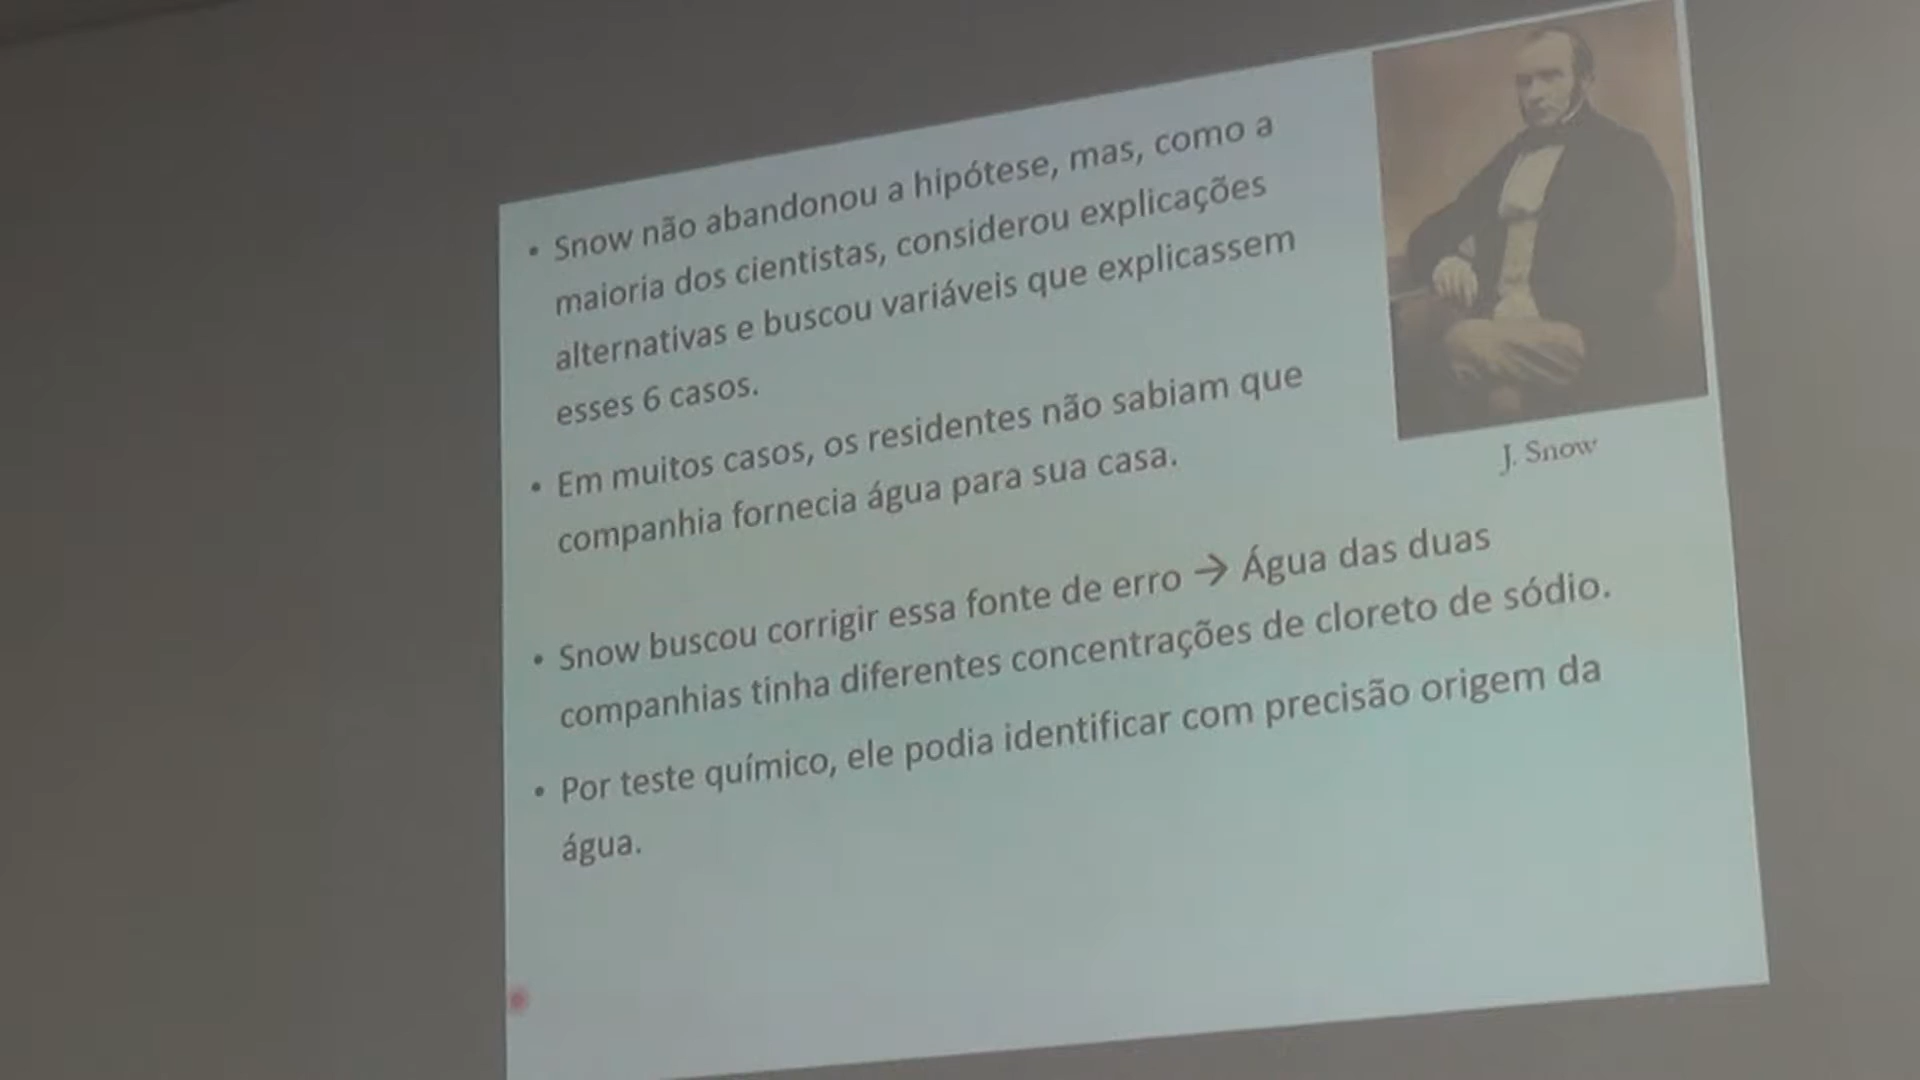 • Snow não abandonou a hipótese, mas, como a
maioria dos cientistas, considerou explicações
alternativas e buscou variáveis que explicassem
esses 6 casos.
• Em muitos casos, os residentes não sabiam que
companhia fornecia água para sua casa.
J. Snow
• Snow buscou corrigir essa fonte de erro → Água das duas
companhias tinha diferentes concentrações de cloreto de sódio.
• Por teste químico, ele podia identificar com precisão origem da
água.